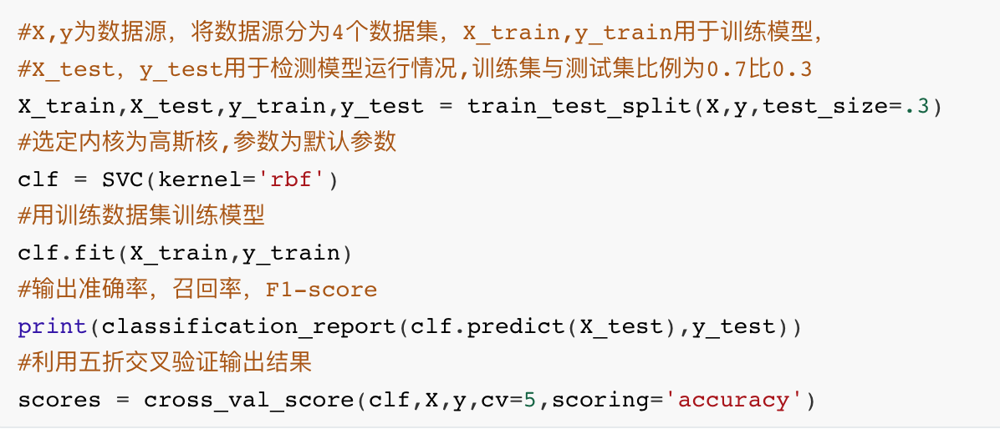 #X,y为数据源，将数据源分为4个数据集，X_train,y_train用于训练模型，
#X_test，y_test用于检测模型运行情况,训练集与测试集比例为0.7比0.3
X_train,X_test,y_train,y_test = train_test_split(X,y,test_size=.3)
#选定内核为高斯核,参数为默认参数
clf = SVC(kernel='rbf')
#用训练数据集训练模型
clf.fit(X_train,y_train)
#输出准确率，召回率，F1-score
print(classification_report(clf.predict(X_test),y_test))
#利用五折交叉验证输出结果
scores = cross_val_score(clf,X,y,cv=5,scoring='accuracy')